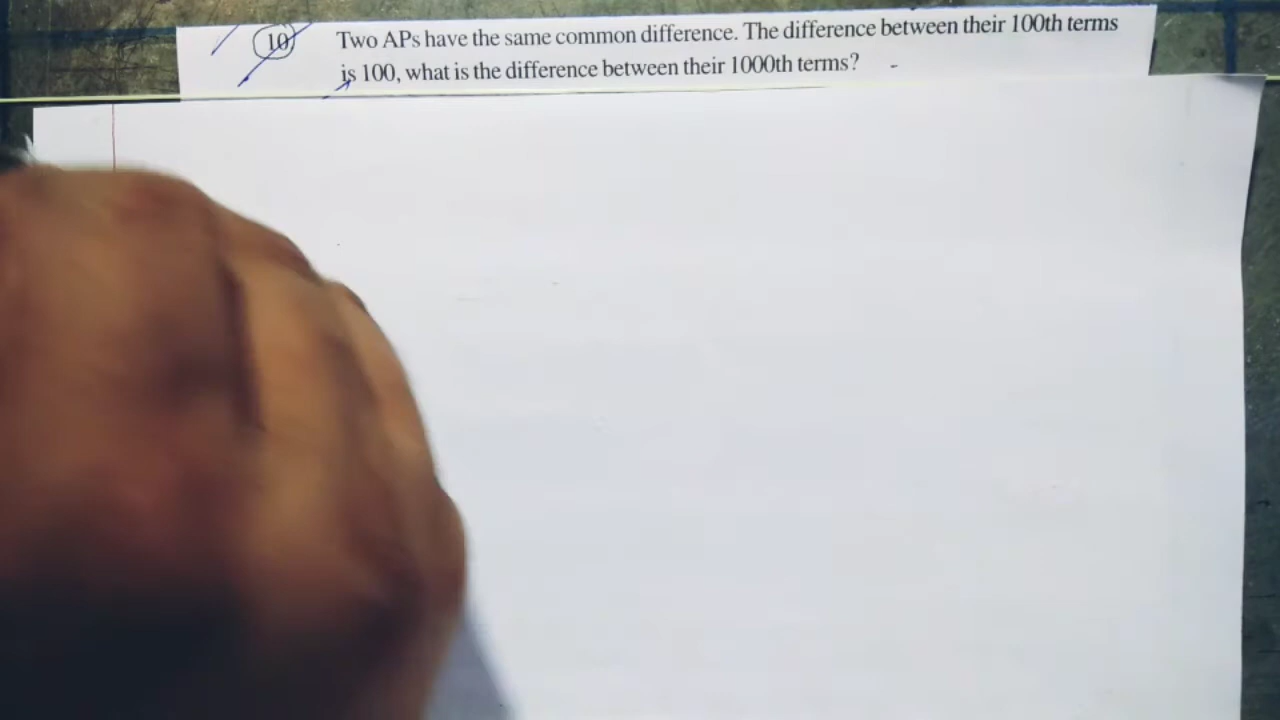 10 Two APs have the same common difference. The difference between their 100th terms
is 100, what is the difference between their 1000th terms?